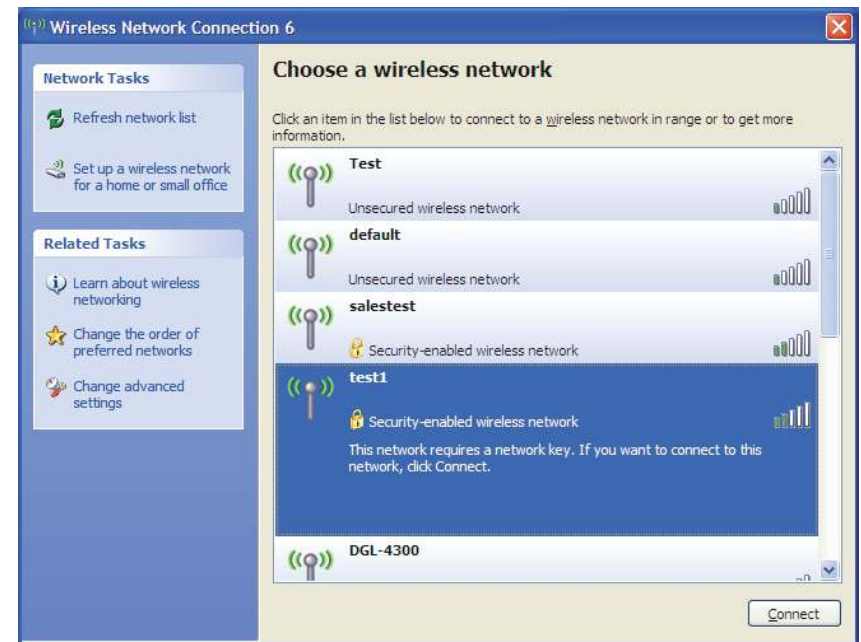 Wireless Network Connection 6
Network Tasks
Refresh network list
Set up a wireless network
for a home or small office
Related Tasks
Learn about wireless
networking
Change the order of
preferred networks
Change advanced
settings
Choose a wireless network
Click an item in the list below to connect to a wireless network in range or to get more
information.
Test
Unsecured wireless network
default
Unsecured wireless network
salestest
Security-enabled wireless network
test1
Security-enabled wireless network
This network requires a network key. If you want to connect to this
network, click Connect.
DGL-4300
Connect